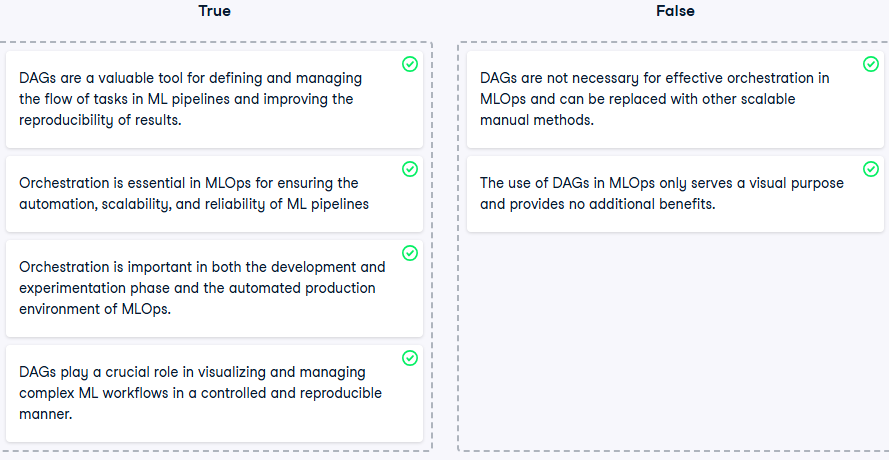 True
DAGs are a valuable tool for defining and managing
the flow of tasks in ML pipelines and improving the
reproducibility of results.
Orchestration is essential in MLOps for ensuring the
automation, scalability, and reliability of ML pipelines
Orchestration is important in both the development and
experimentation phase and the automated production
environment of MLOps.
DAGs play a crucial role in visualizing and managing
complex ML workflows in a controlled and reproducible
manner.
False
DAGs are not necessary for effective orchestration in
MLOps and can be replaced with other scalable
manual methods.
The use of DAGs in MLOps only serves a visual purpose
and provides no additional benefits.